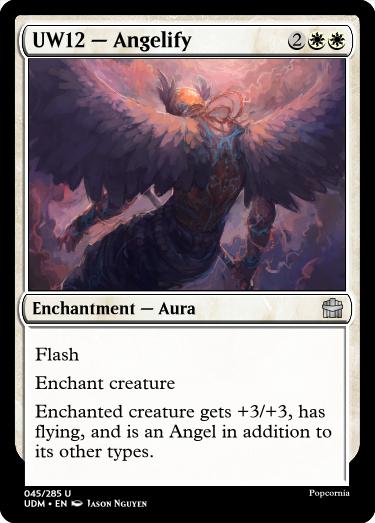 UW12 — Angelify 2
Enchantment — Aura
Flash
Enchant creature
Enchanted creature gets +3/+3, has
flying, and is an Angel in addition to
its other types.
045/285 U Popcornia
UDM • EN Jason Nguyen